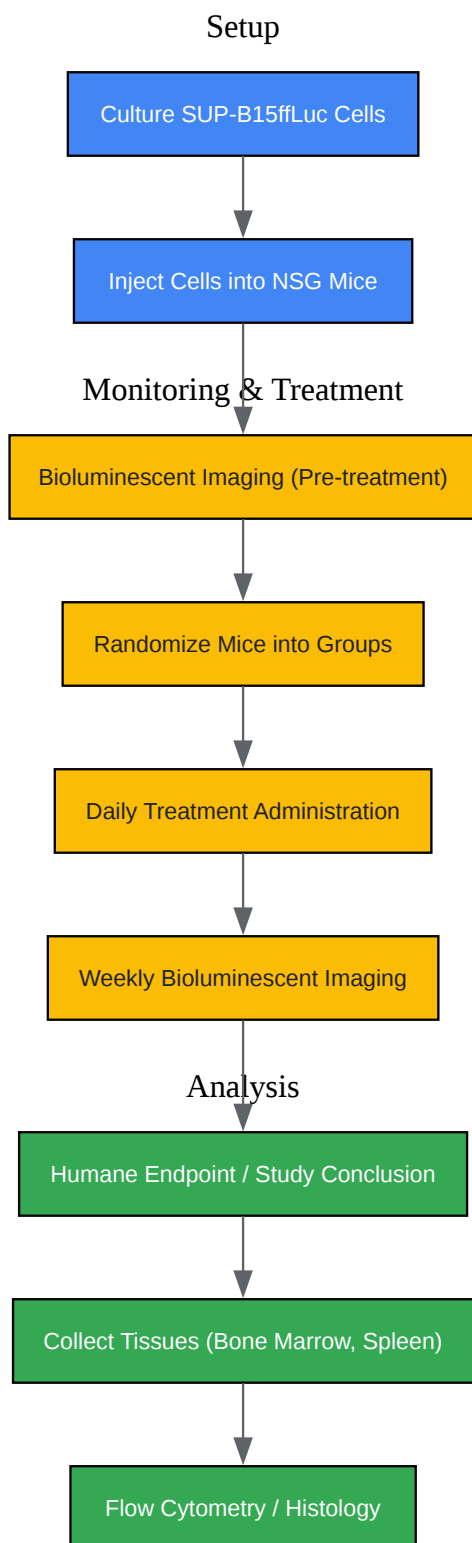 Setup
Culture SUP-B15ffLuc Cells
Inject Cells into NSG Mice
Monitoring & Treatment
Bioluminescent Imaging (Pre-treatment)
Randomize Mice into Groups
Daily Treatment Administration
Weekly Bioluminescent Imaging
Analysis
Humane Endpoint / Study Conclusion
Collect Tissues (Bone Marrow, Spleen)
Flow Cytometry / Histology